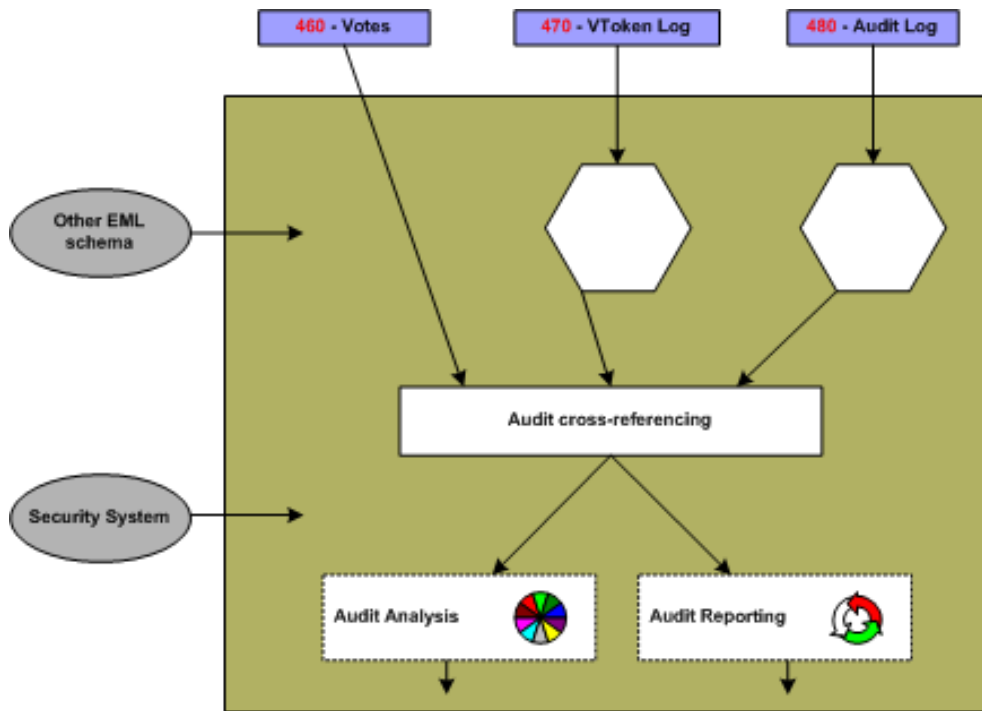 460 - Votes
470 - VToken Log
480 - Audit Log
Other EML
schema
Audit cross-referencing
Security System
Audit Analysis
Audit Reporting